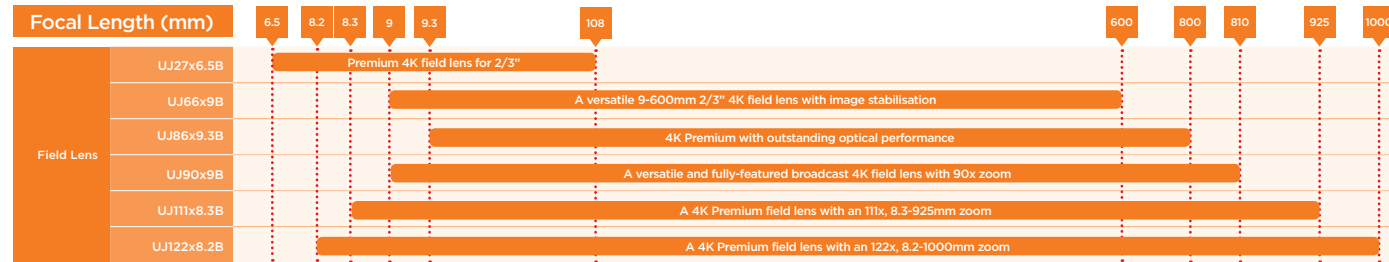 Focal Length (mm) 6.5 8.2 8.3 9 9.3 108 600 800 810 925 1000
UJ27x6.5B Premium 4K field lens for 2/3”
UJ66x9B A versatile 9-600mm 2/3” 4K field lens with image stabilisation
UJ86x9.3B 4K Premium with outstanding optical performance
Field Lens
UJ90x9B A versatile and fully-featured broadcast 4K field lens with 90x zoom
UJ111x8.3B A 4K Premium field lens with an 111x, 8.3-925mm zoom
UJ122x8.2B A 4K Premium field lens with an 122x, 8.2-1000mm zoom